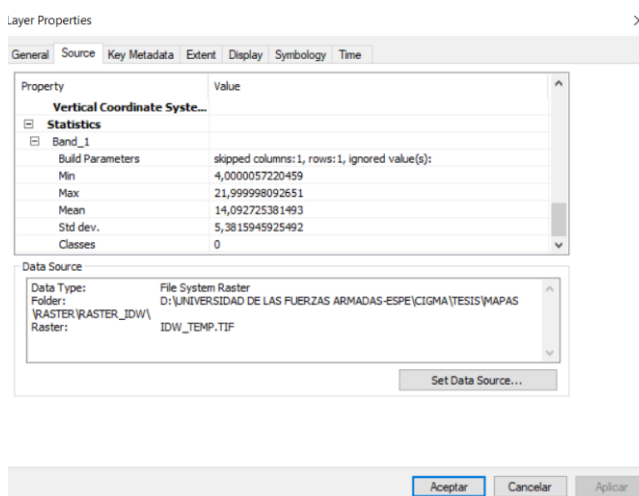 Layer Properties
General Source Key Metadata Extent Display Symbology Time
Property Value
Vertical Coordinate Syste...
Statistics
Band_1
Build Parameters skipped columns:1, rows:1, ignored value(s):
Min 4,0000057220459
Max 21,999998092651
Mean 14,092725381493
Std dev. 5,3815945925492
Classes 0
Data Source
Data Type: File System Raster
Folder: D:\UNIVERSIDAD DE LAS FUERZAS ARMADAS-ESPE\CIGMA\TESIS\MAPAS
\RASTER\RASTER_IDW\
Raster: IDW_TEMP.TIF
Set Data Source...
Aceptar Cancelar Aplicar